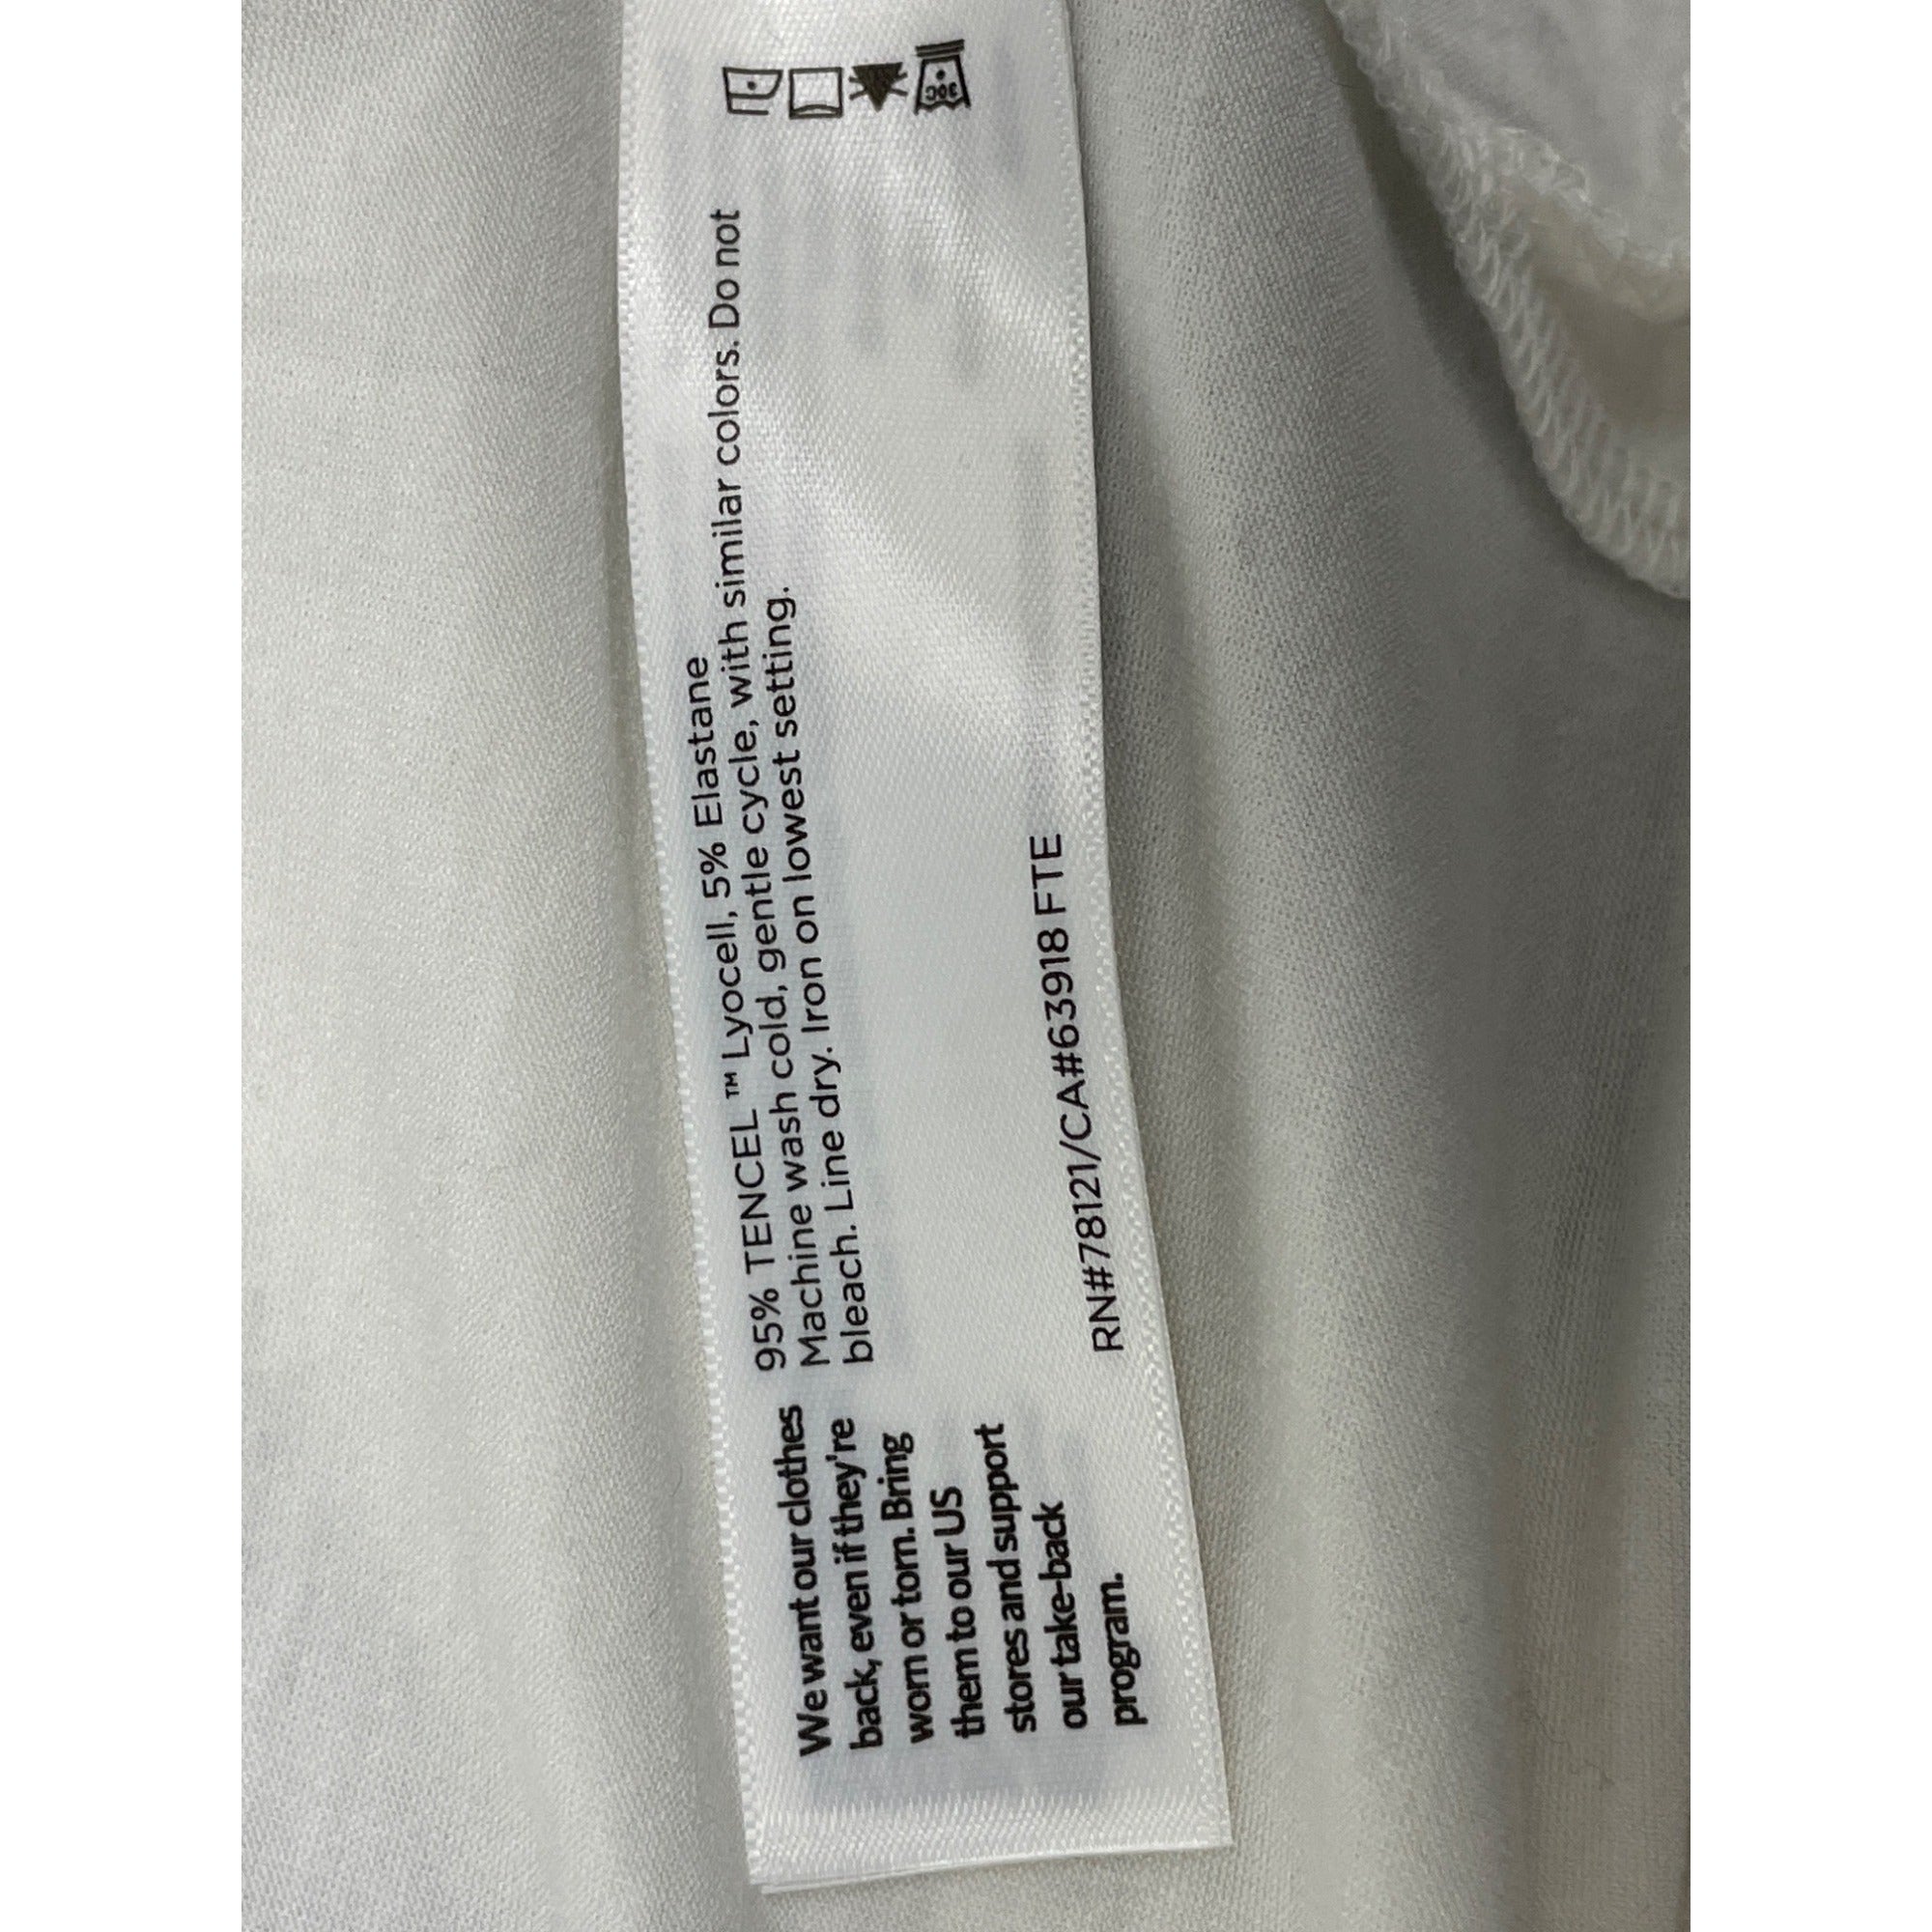 We want our clothes
back, even if they're
worn or torn. Bring
them to our US
stores and support
our take-back
program.
95% TENCEL™ Lyocell, 5% Elastane
Machine wash cold, gentle cycle, with similar colors. Do not
bleach. Line dry. Iron on lowest setting.
RN#78121/CA#63918 FTE
30C